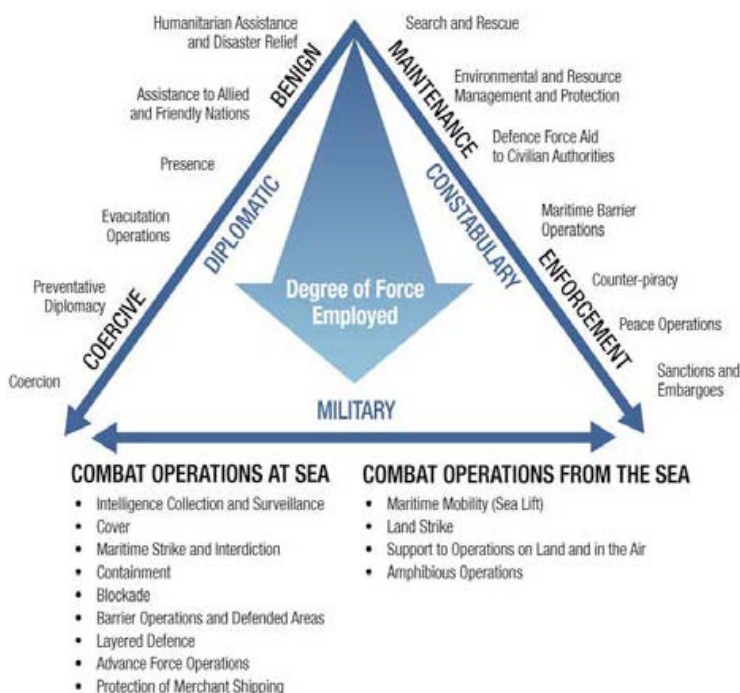 Humanitarian Assistance
and Disaster Relief
Search and Rescue
BENIGN
MAINTENANCE
Environmental and Resource
Management and Protection
Assistance to Allied
and Friendly Nations
Defence Force Aid
to Civilian Authorities
Presence
DIPLOMATIC
CONSTABULARY
Maritime Barrier
Operations
Evacutation
Operations
Degree of Force
Employed
Counter-piracy
Preventative
Diplomacy
COERCIVE
ENFORCEMENT
Peace Operations
Coercion
Sanctions and
Embargoes
MILITARY
COMBAT OPERATIONS AT SEA
• Intelligence Collection and Surveillance
• Cover
• Maritime Strike and Interdiction
• Containment
• Blockade
• Barrier Operations and Defended Areas
• Layered Defence
• Advance Force Operations
• Protection of Merchant Shipping
COMBAT OPERATIONS FROM THE SEA
• Maritime Mobility (Sea Lift)
• Land Strike
• Support to Operations on Land and in the Air
• Amphibious Operations